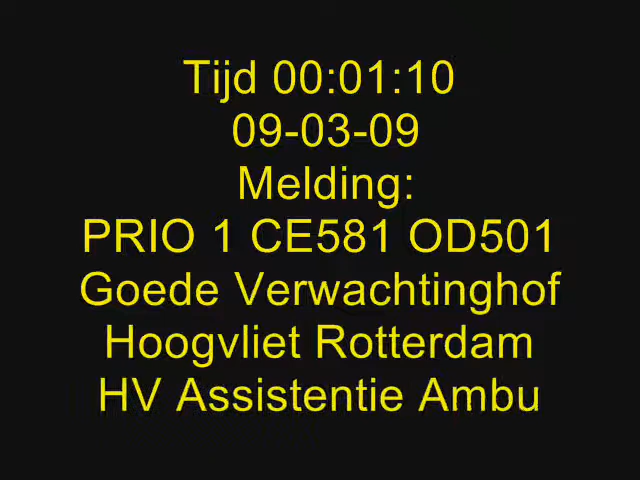 Tijd 00:01:10
09-03-09
Melding:
PRIO 1 CE581 OD501
Goede Verwachtinghof
Hoogvliet Rotterdam
HV Assistentie Ambu